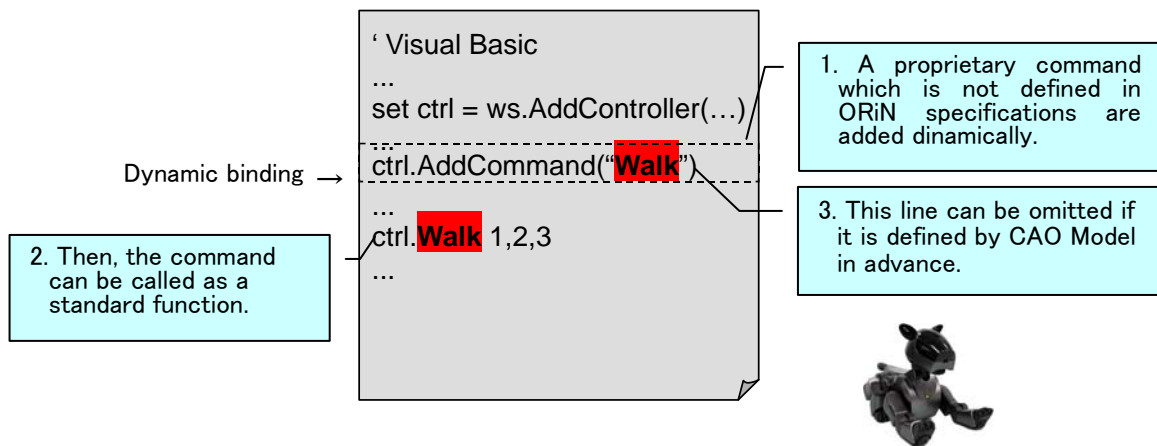 ‘ Visual Basic
...
set ctrl = ws.AddController(…)
...
ctrl.AddCommand(“Walk”)
...
ctrl.Walk 1,2,3
...
Dynamic binding →
1. A proprietary command
which is not defined in
ORiN specifications are
added dinamically.
2. Then, the command
can be called as a
standard function.
3. This line can be omitted if
it is defined by CAO Model
in advance.